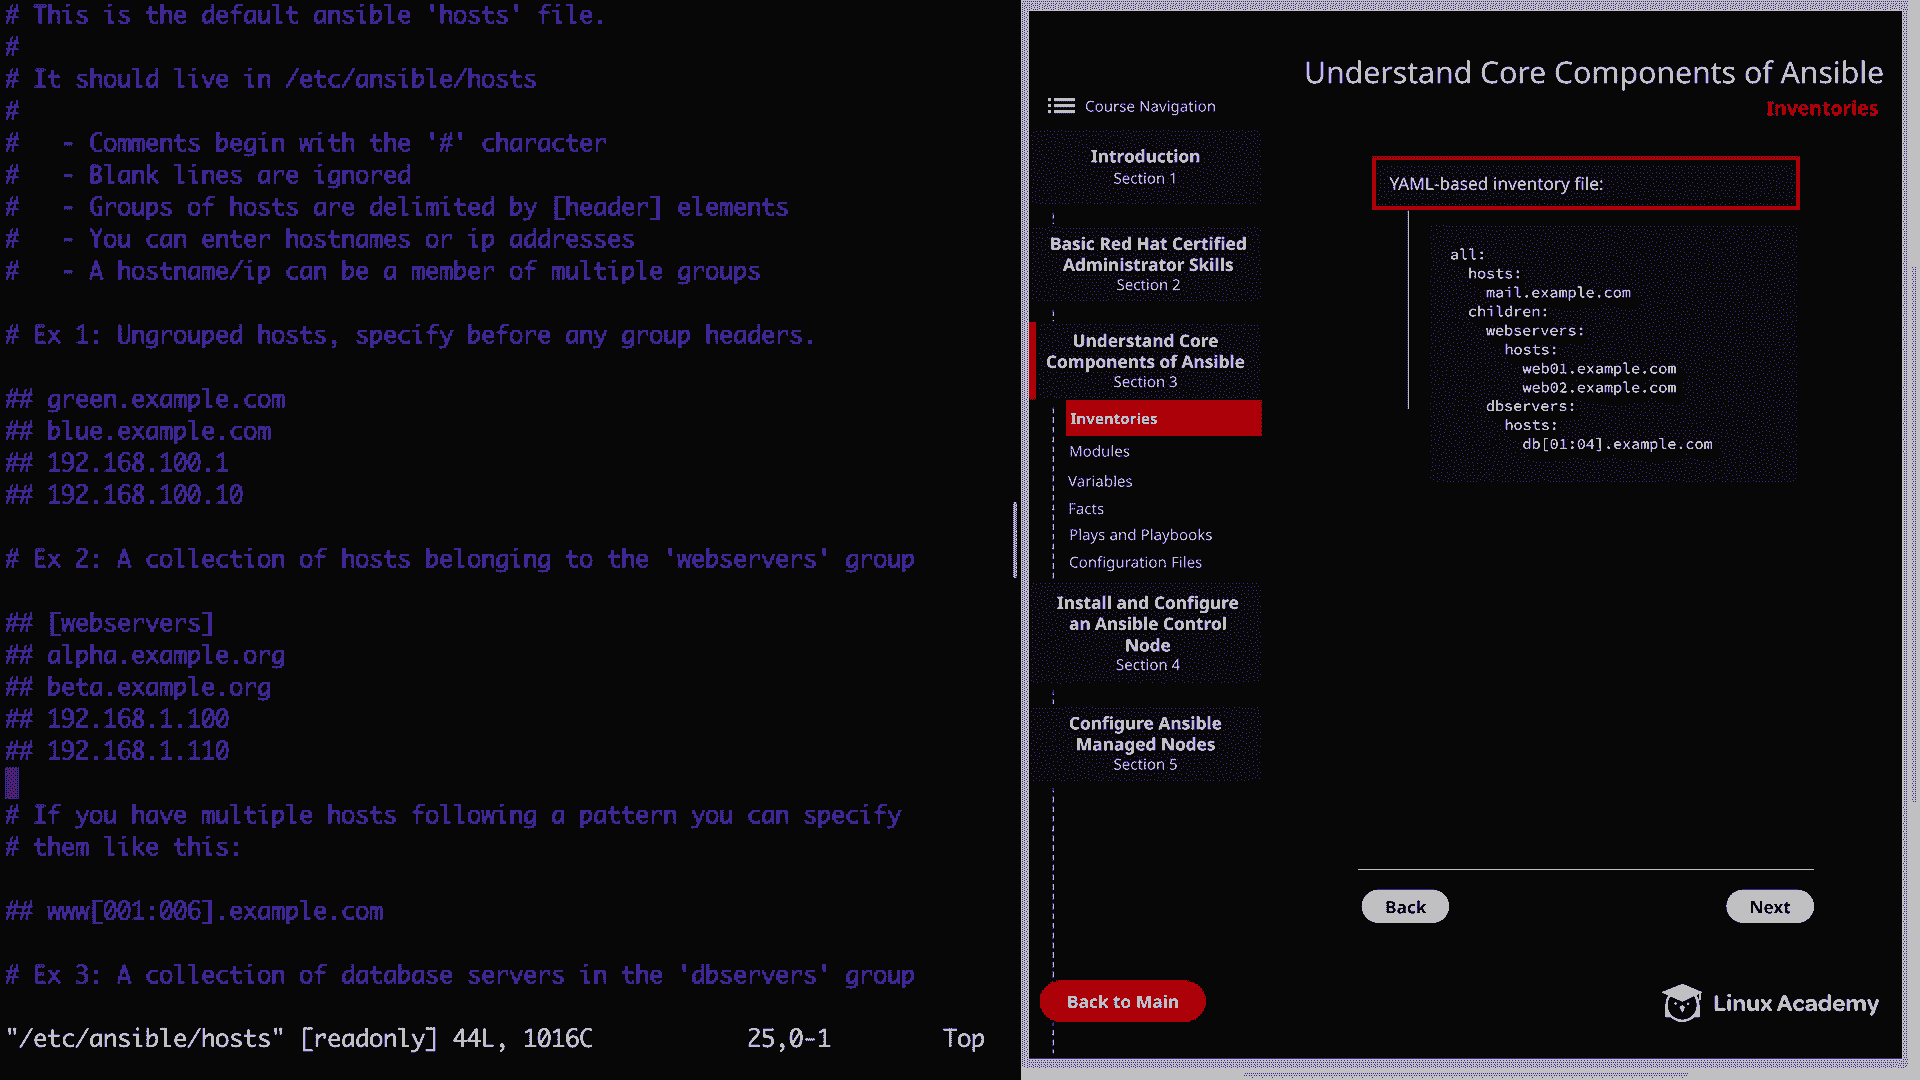 # This is the default ansible 'hosts' file.
#
# It should live in /etc/ansible/hosts
#
#   - Comments begin with the '#' character
#   - Blank lines are ignored
#   - Groups of hosts are delimited by [header] elements
#   - You can enter hostnames or ip addresses
#   - A hostname/ip can be a member of multiple groups
# Ex 1: Ungrouped hosts, specify before any group headers.
## green.example.com
## blue.example.com
## 192.168.100.1
## 192.168.100.10
# Ex 2: A collection of hosts belonging to the 'webservers' group
## [webservers]
## alpha.example.org
## beta.example.org
## 192.168.1.100
## 192.168.1.110
# If you have multiple hosts following a pattern you can specify
# them like this:
## www[001:006].example.com
# Ex 3: A collection of database servers in the 'dbservers' group
"/etc/ansible/hosts" [readonly] 44L, 1016C 25,0-1 Top
Understand Core Components of Ansible
Inventories
Course Navigation
Introduction
Section 1
Basic Red Hat Certified
Administrator Skills
Section 2
Understand Core
Components of Ansible
Section 3
Inventories
Modules
Variables
Facts
Plays and Playbooks
Configuration Files
Install and Configure
an Ansible Control
Node
Section 4
Configure Ansible
Managed Nodes
Section 5
Back to Main
YAML-based inventory file:
all:
  hosts:
    mail.example.com
  children:
    webservers:
      hosts:
        web01.example.com
        web02.example.com
    dbservers:
      hosts:
        db[01:04].example.com
Back
Next
Linux Academy